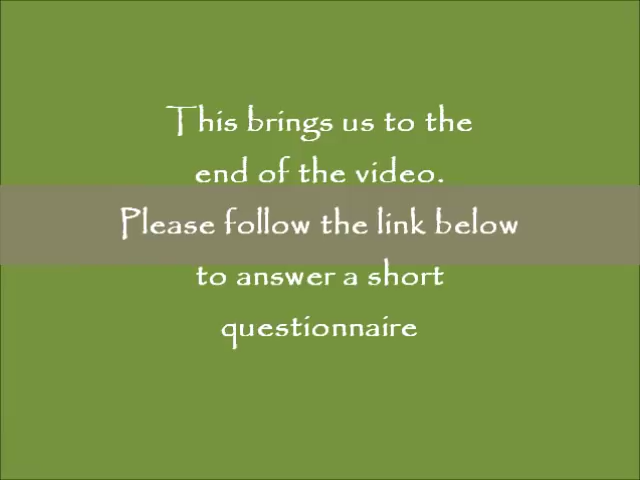 This brings us to the
end of the video.
Please follow the link below
to answer a short
questionnaire